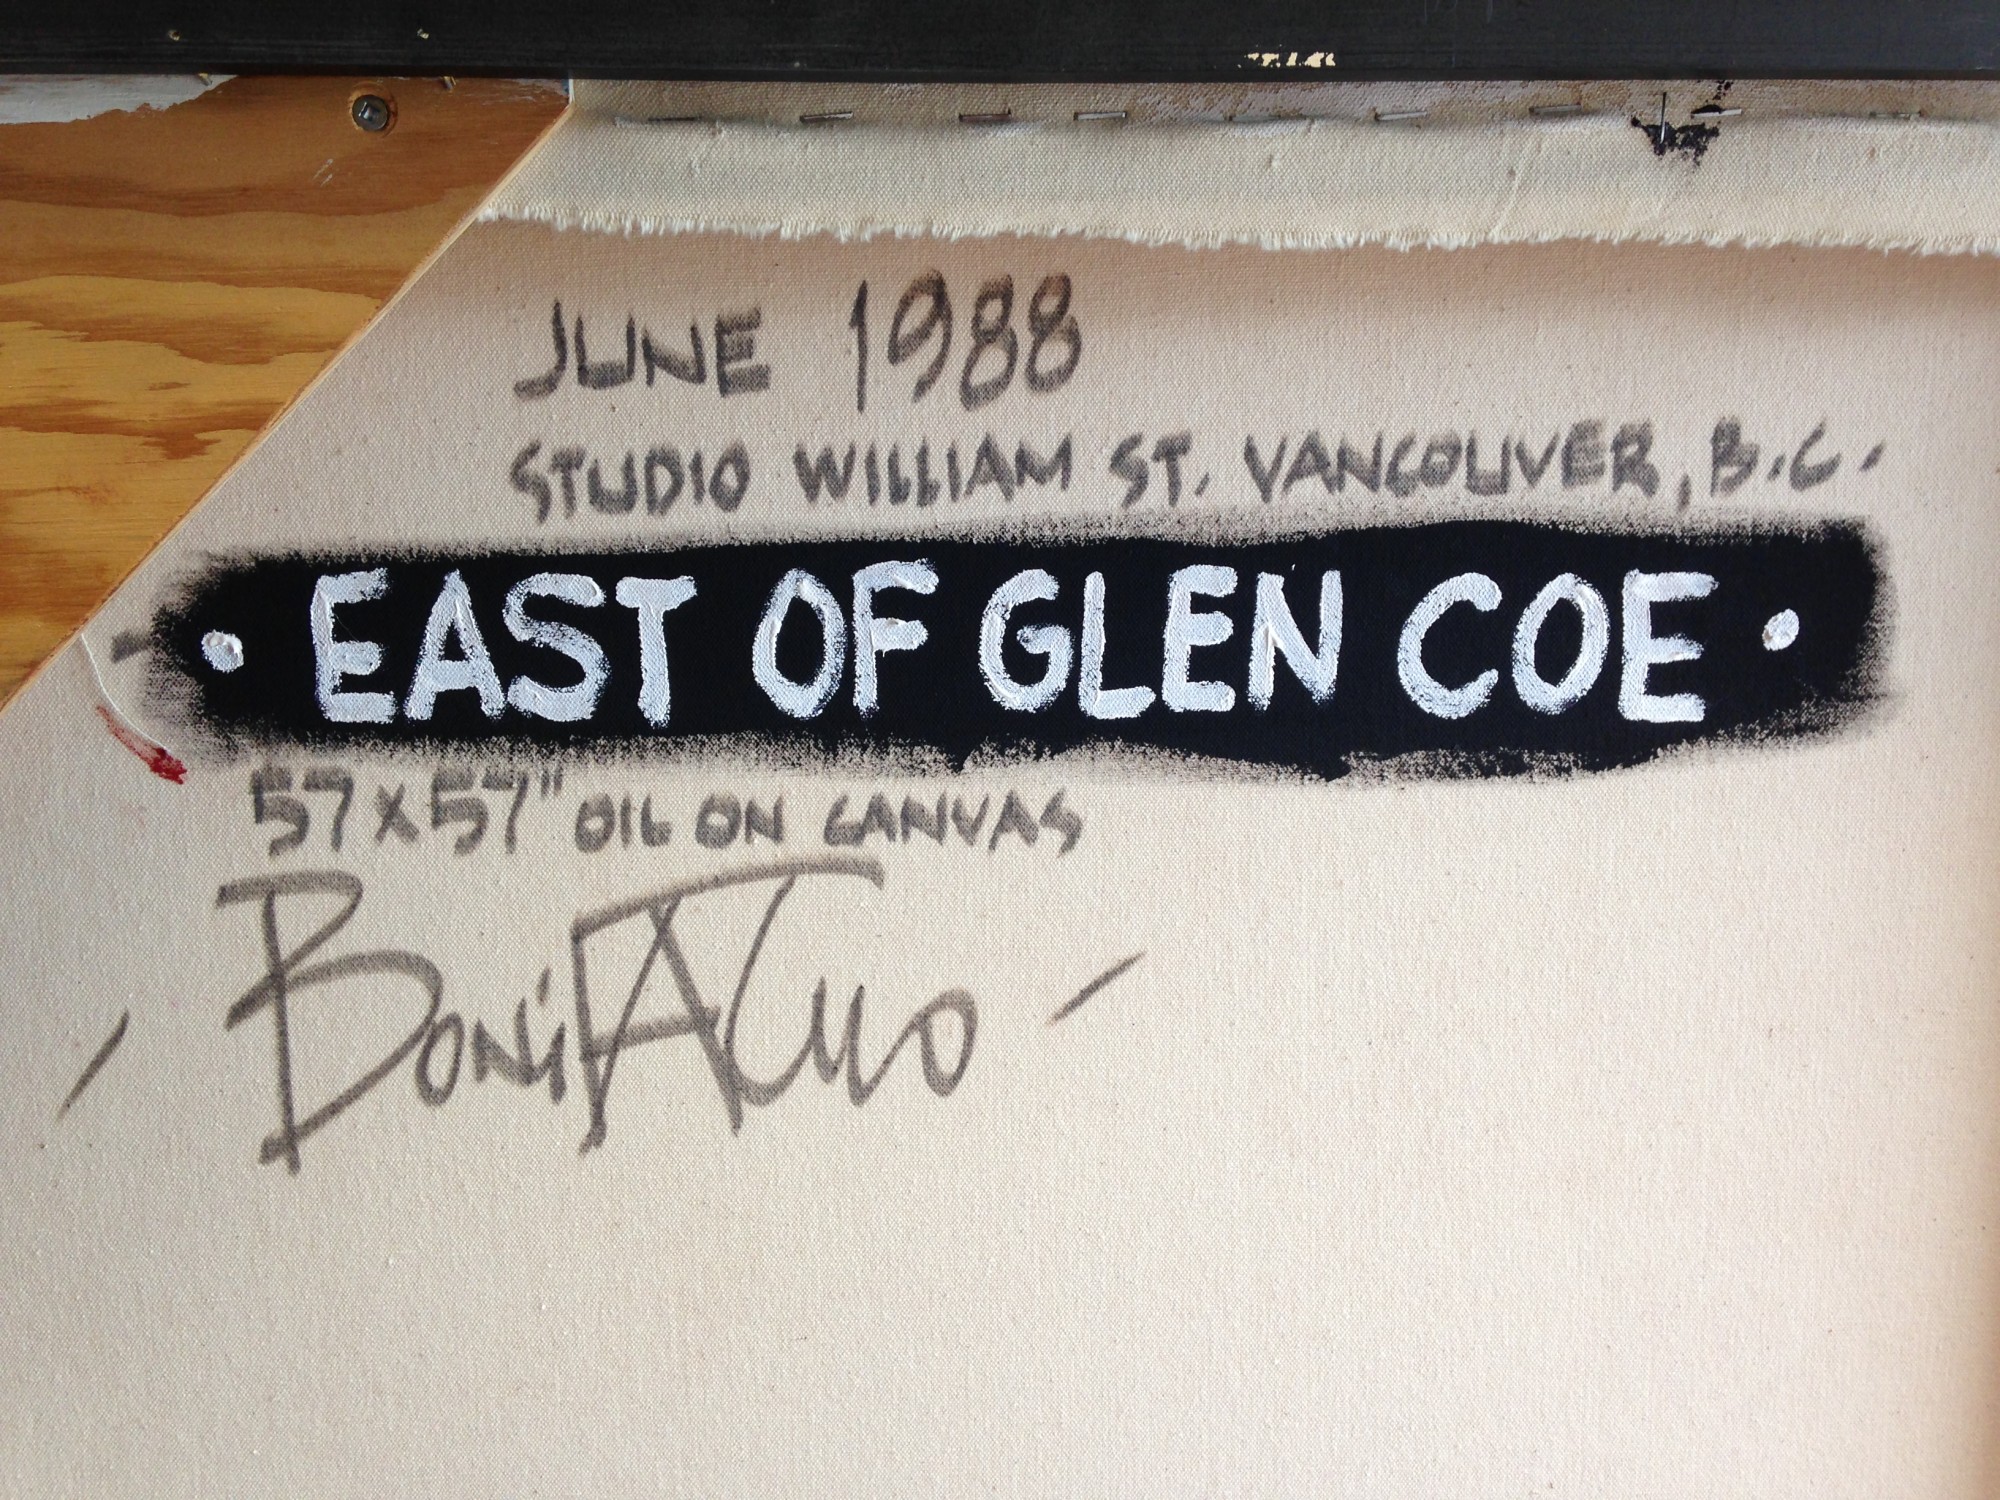 JUNE 1988
STUDIO WILLIAM ST. VANCOUVER, B.C.
• EAST OF GLEN COE •
57 x 57" OIL ON CANVAS
- BONIFACHO -